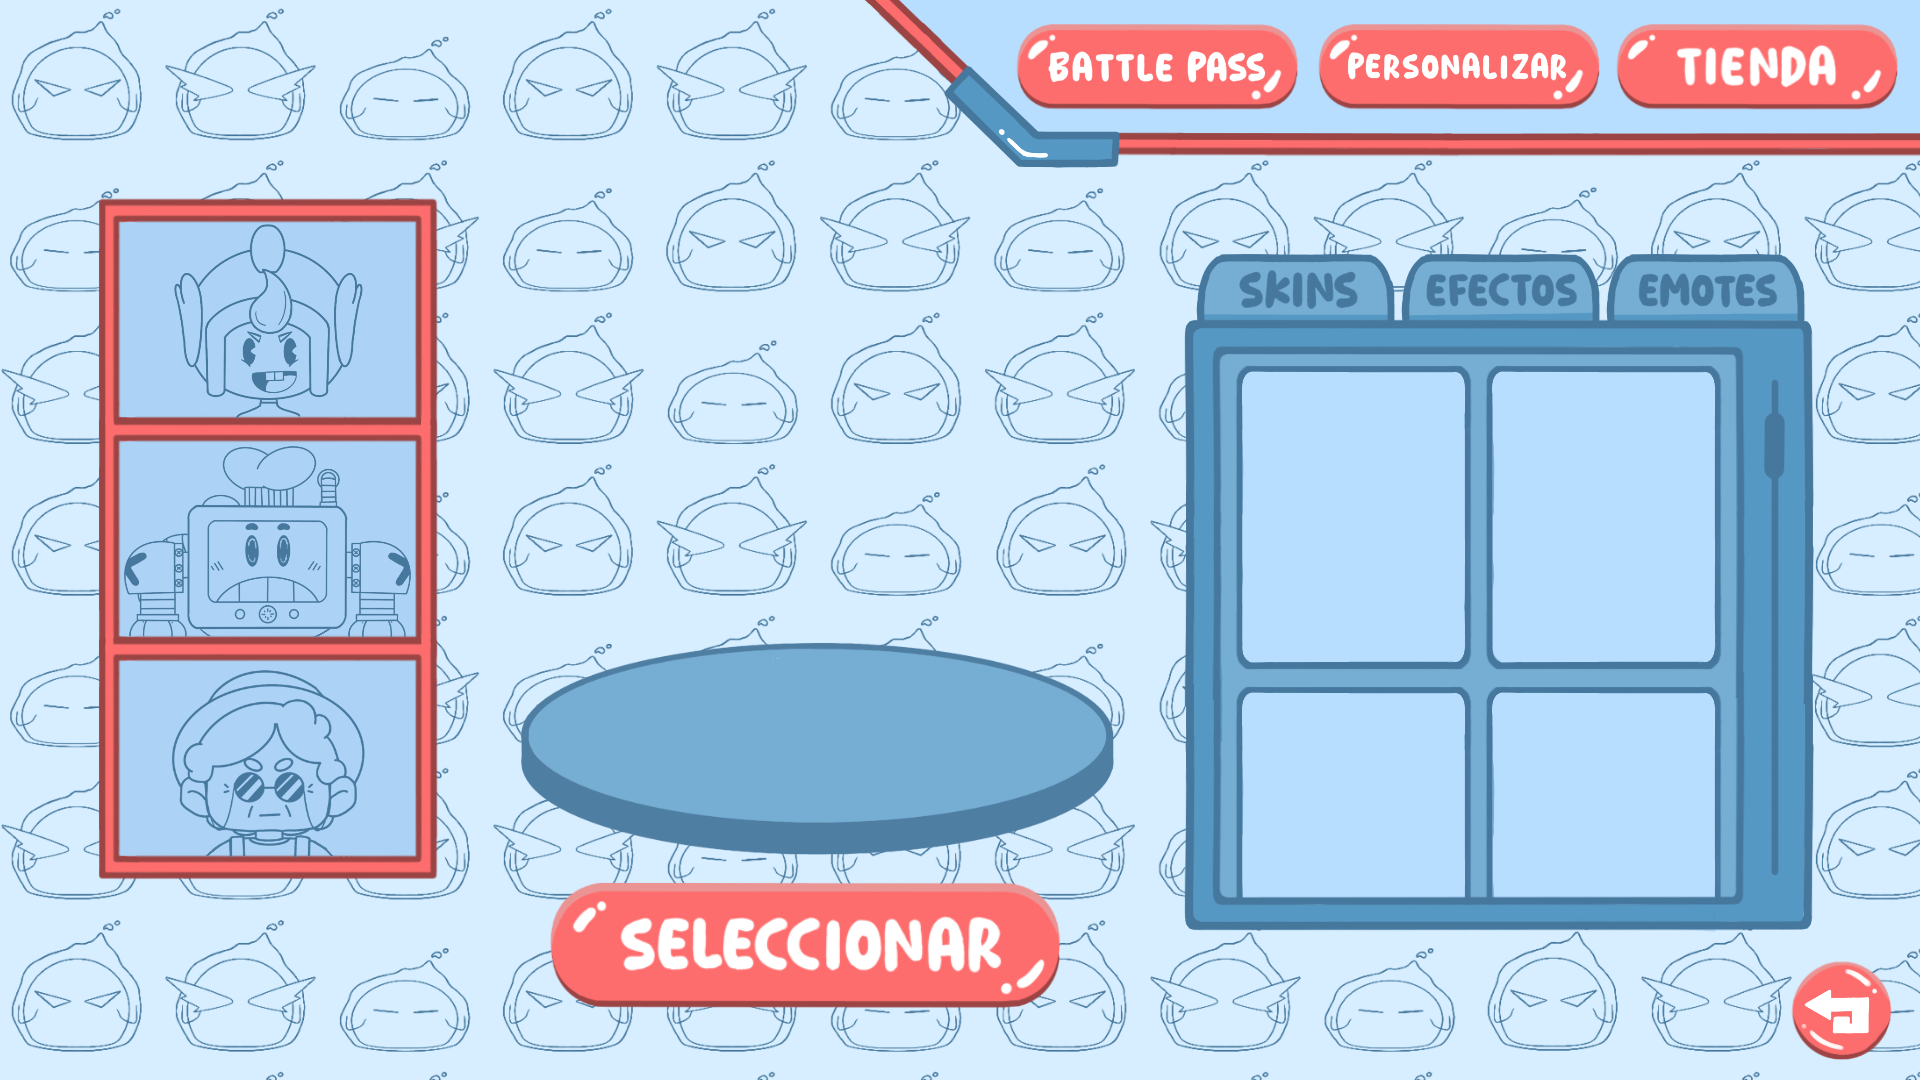 BATTLE PASS
PERSONALIZAR
TIENDA
SKINS
EFECTOS
EMOTES
SELECCIONAR